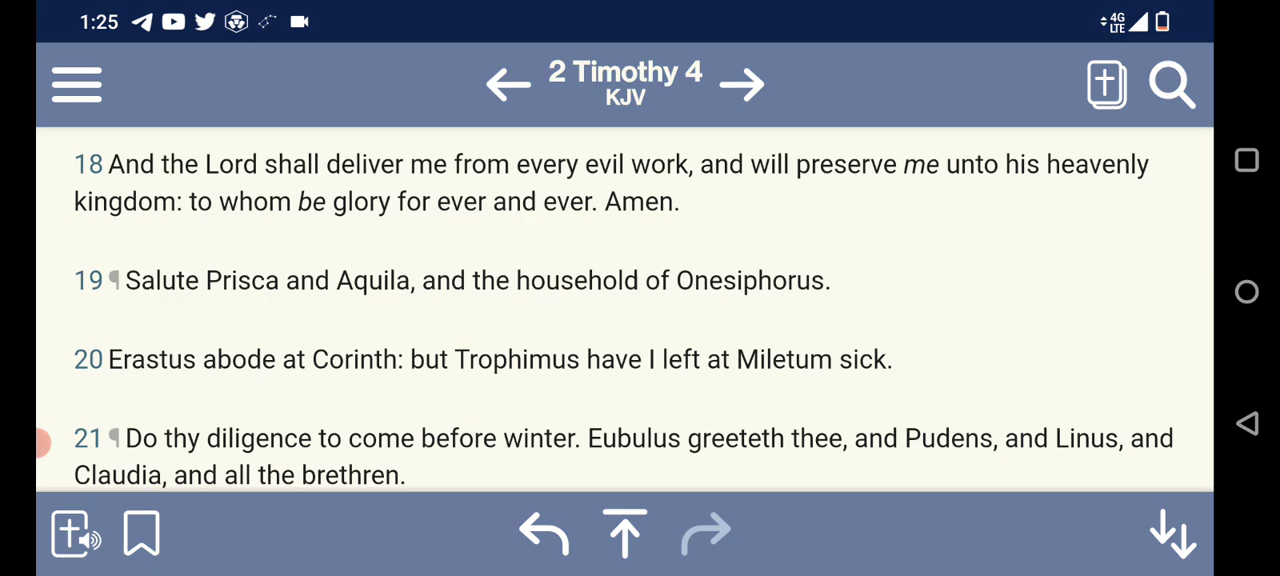 1:25 4G
LTE
2 Timothy 4
KJV
18 And the Lord shall deliver me from every evil work, and will preserve me unto his heavenly
kingdom: to whom be glory for ever and ever. Amen.
19 ¶ Salute Prisca and Aquila, and the household of Onesiphorus.
20 Erastus abode at Corinth: but Trophimus have I left at Miletum sick.
21 ¶ Do thy diligence to come before winter. Eubulus greeteth thee, and Pudens, and Linus, and
Claudia, and all the brethren.